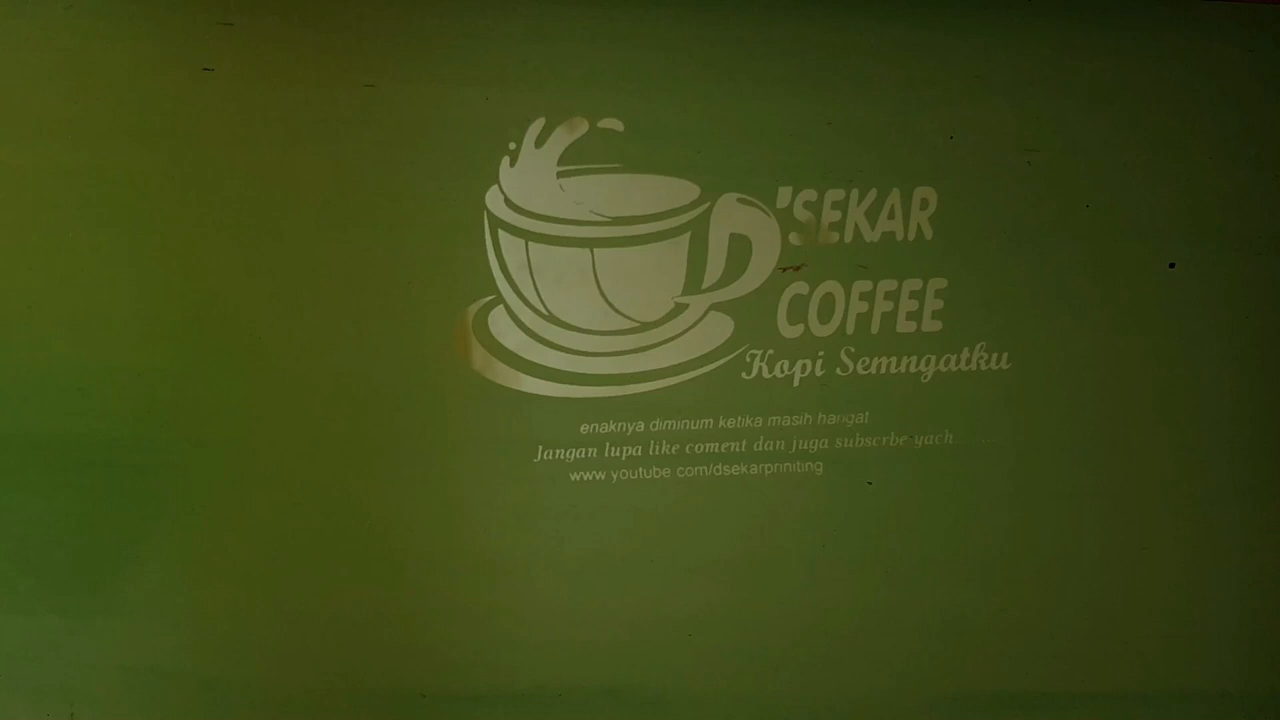 'SEKAR
COFFEE
Kopi Semngatku
enaknya diminum ketika masih hangat
Jangan lupa like coment dan juga subscrbe yach.........
www youtube com/dsekarpriniting